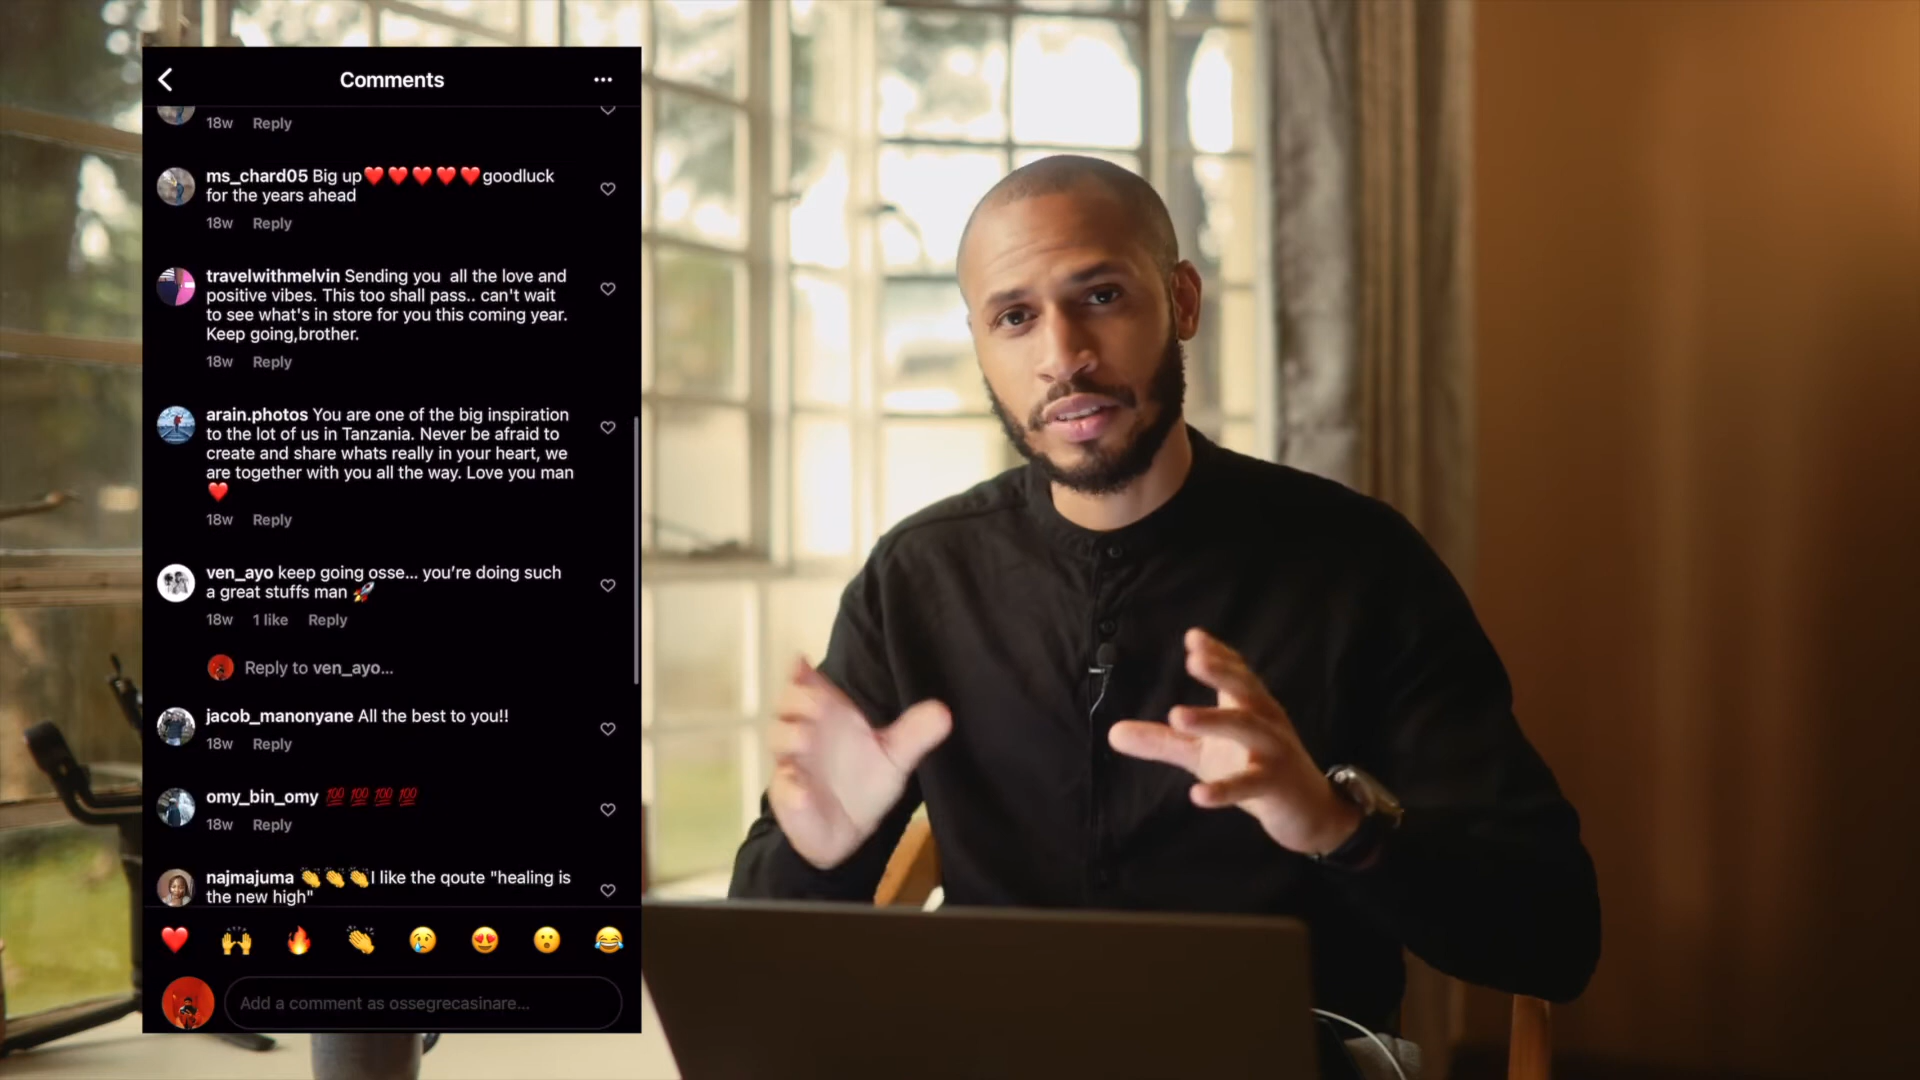 Comments
18w Reply
ms_chard05 Big up❤️❤️❤️❤️❤️goodluck
for the years ahead
18w Reply
travelwithmelvin Sending you all the love and
positive vibes. This too shall pass.. can't wait
to see what's in store for you this coming year.
Keep going,brother.
18w Reply
arain.photos You are one of the big inspiration
to the lot of us in Tanzania. Never be afraid to
create and share whats really in your heart, we
are together with you all the way. Love you man
❤️
18w Reply
ven_ayo keep going osse... you’re doing such
a great stuffs man 🚀
18w 1 like Reply
Reply to ven_ayo...
jacob_manonyane All the best to you!!
18w Reply
omy_bin_omy 💯 💯 💯 💯
18w Reply
najmajuma 👏👏👏I like the qoute "healing is
the new high"
Add a comment as ossegrecasinare...